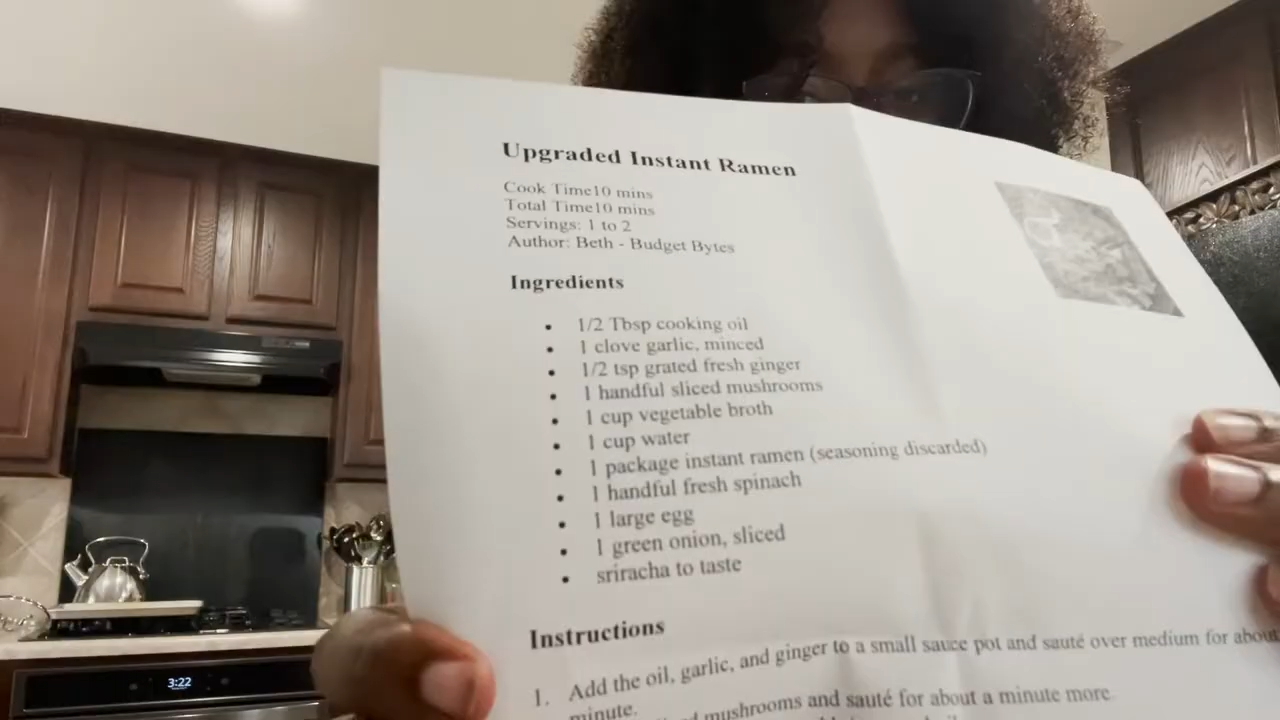 Upgraded Instant Ramen
Cook Time10 mins
Total Time10 mins
Servings: 1 to 2
Author: Beth - Budget Bytes
Ingredients
• 1/2 Tbsp cooking oil
• 1 clove garlic, minced
• 1/2 tsp grated fresh ginger
• 1 handful sliced mushrooms
• 1 cup vegetable broth
• 1 cup water
• 1 package instant ramen (seasoning discarded)
• 1 handful fresh spinach
• 1 large egg
• 1 green onion, sliced
• sriracha to taste
Instructions
1. Add the oil, garlic, and ginger to a small sauce pot and sauté over medium for about
minute.
mushrooms and sauté for about a minute more.
3:22